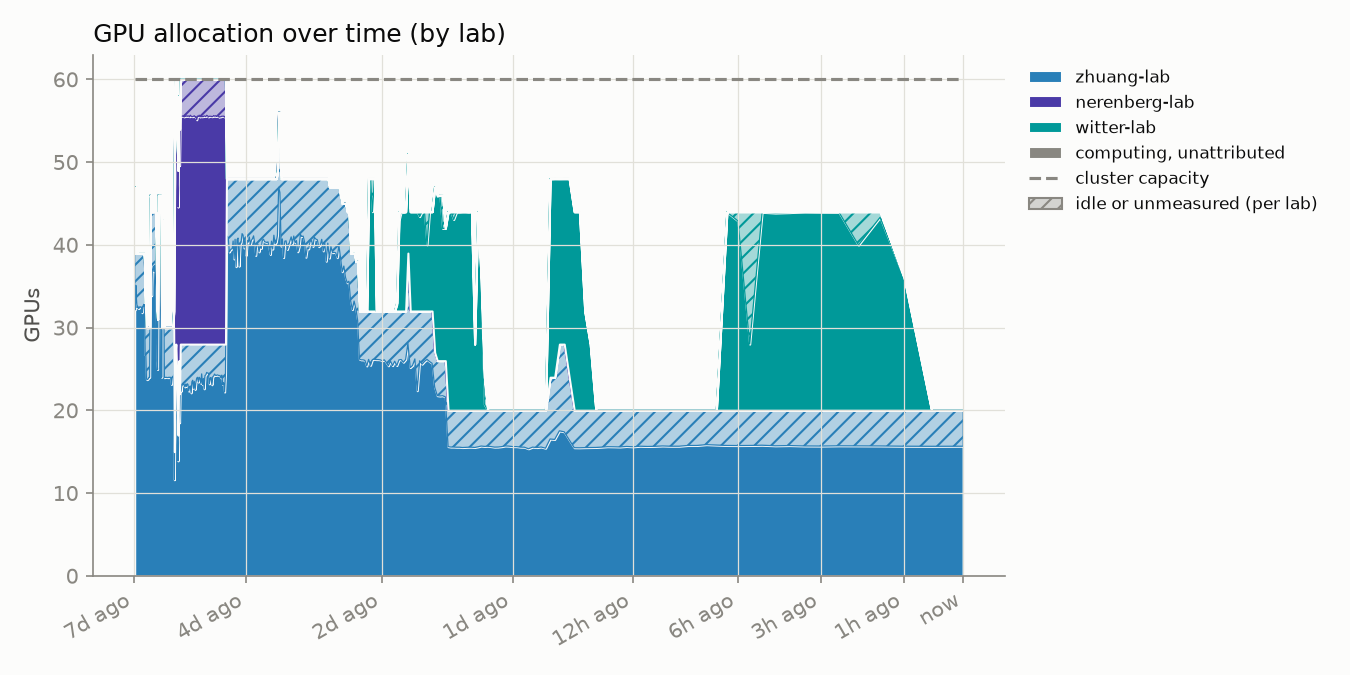 GPU allocation over time (by lab)
GPUs
60
50
40
30
20
10
0
7d ago
4d ago
2d ago
1d ago
12h ago
6h ago
3h ago
1h ago
now
zhuang-lab
nerenberg-lab
witter-lab
computing, unattributed
cluster capacity
idle or unmeasured (per lab)